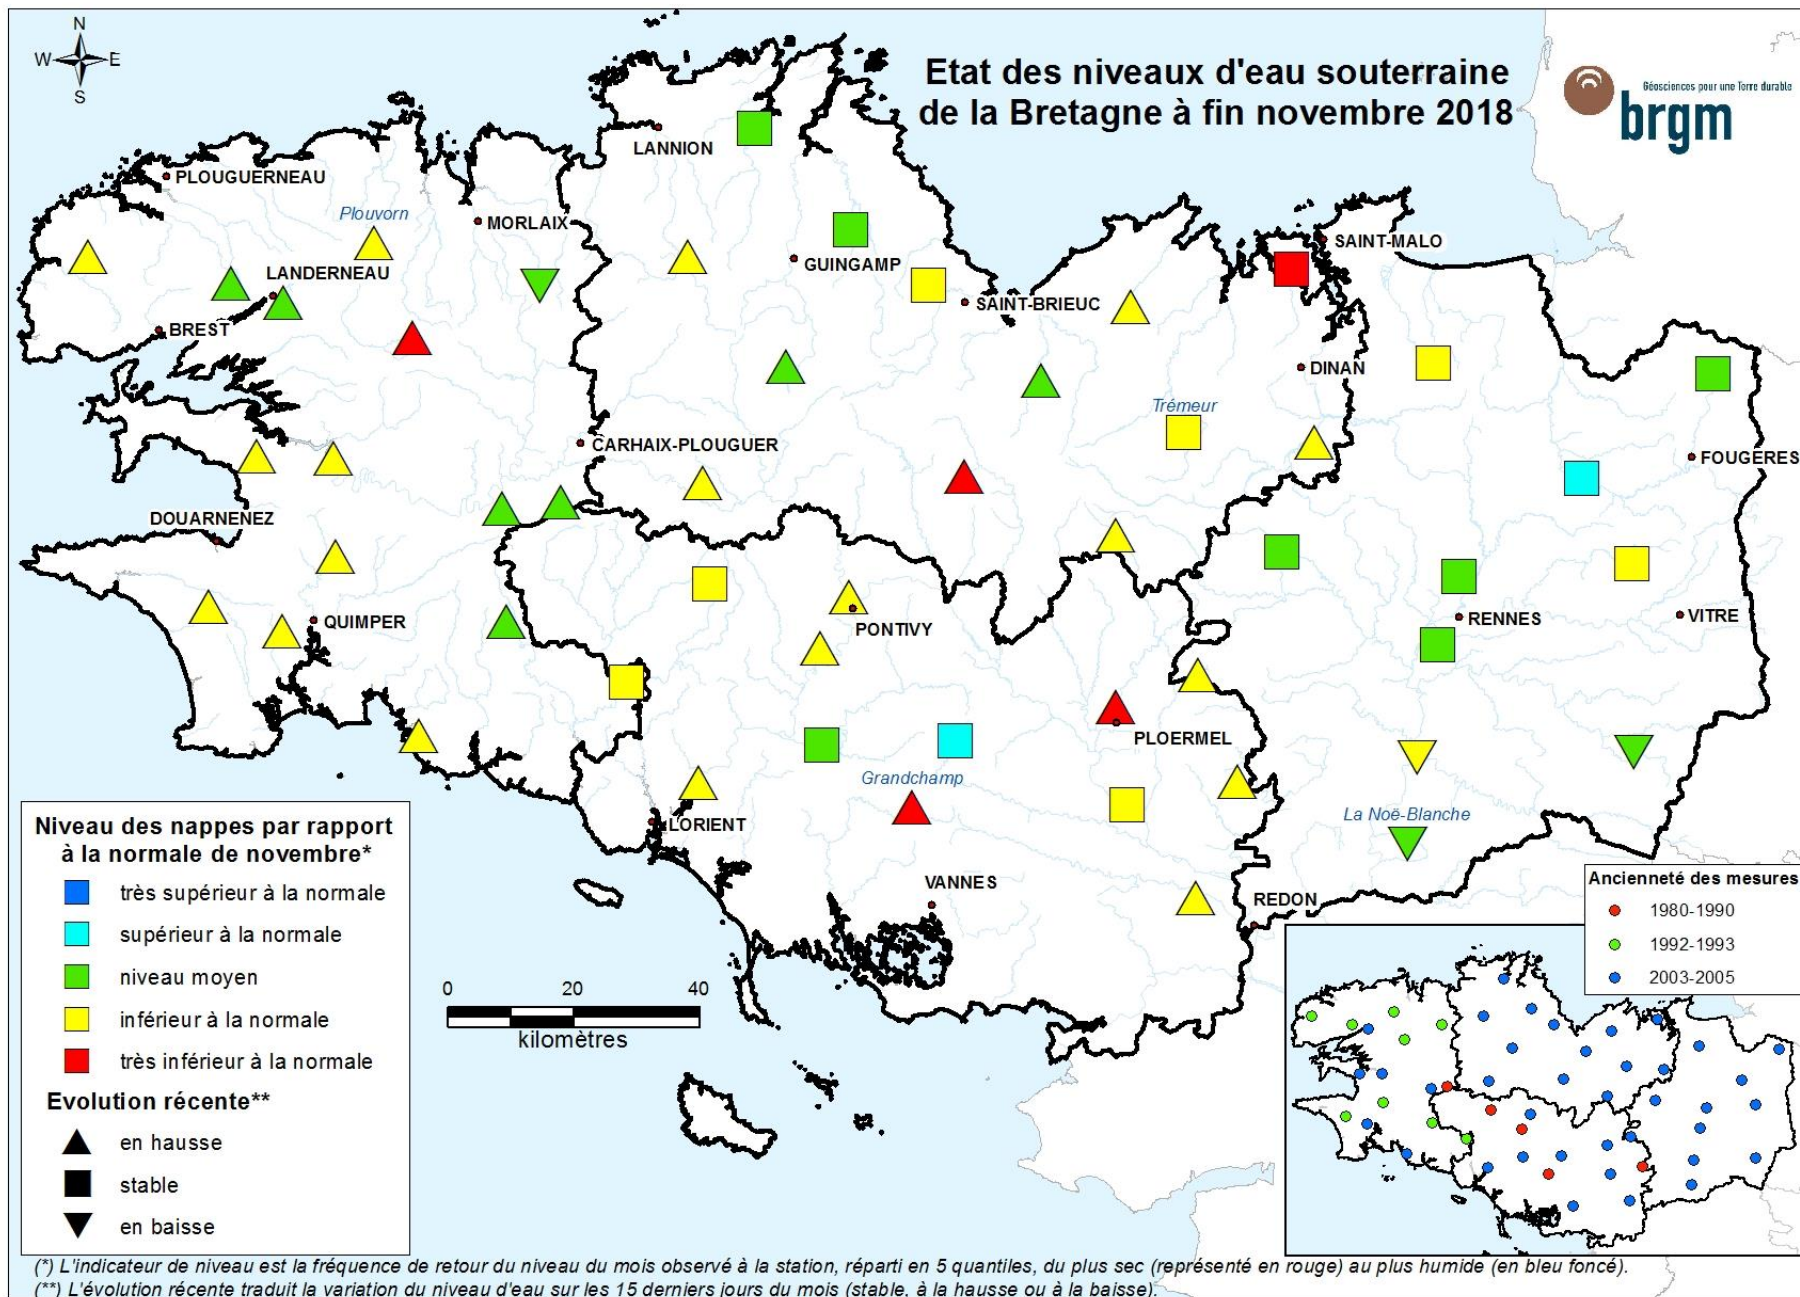 N
W E
S
Etat des niveaux d'eau souterraine
de la Bretagne à fin novembre 2018
Géosciences pour une Terre durable
brgm
LANNION
PLOUGUERNEAU
Plouvorn
MORLAIX
SAINT-MALO
GUINGAMP
LANDERNEAU
SAINT-BRIEUC
BREST
DINAN
Trémeur
CARHAIX-PLOUGUER
FOUGERES
DOUARNENEZ
QUIMPER
PONTIVY
RENNES
VITRE
PLOERMEL
Grandchamp
La Noë-Blanche
LORIENT
VANNES
REDON
Niveau des nappes par rapport
à la normale de novembre*
très supérieur à la normale
supérieur à la normale
niveau moyen
inférieur à la normale
très inférieur à la normale
Evolution récente**
en hausse
stable
en baisse
0 20 40
kilomètres
Ancienneté des mesures
1980-1990
1992-1993
2003-2005
(*) L'indicateur de niveau est la fréquence de retour du niveau du mois observé à la station, réparti en 5 quantiles, du plus sec (représenté en rouge) au plus humide (en bleu foncé).
(**) L'évolution récente traduit la variation du niveau d'eau sur les 15 derniers jours du mois (stable, à la hausse ou à la baisse).